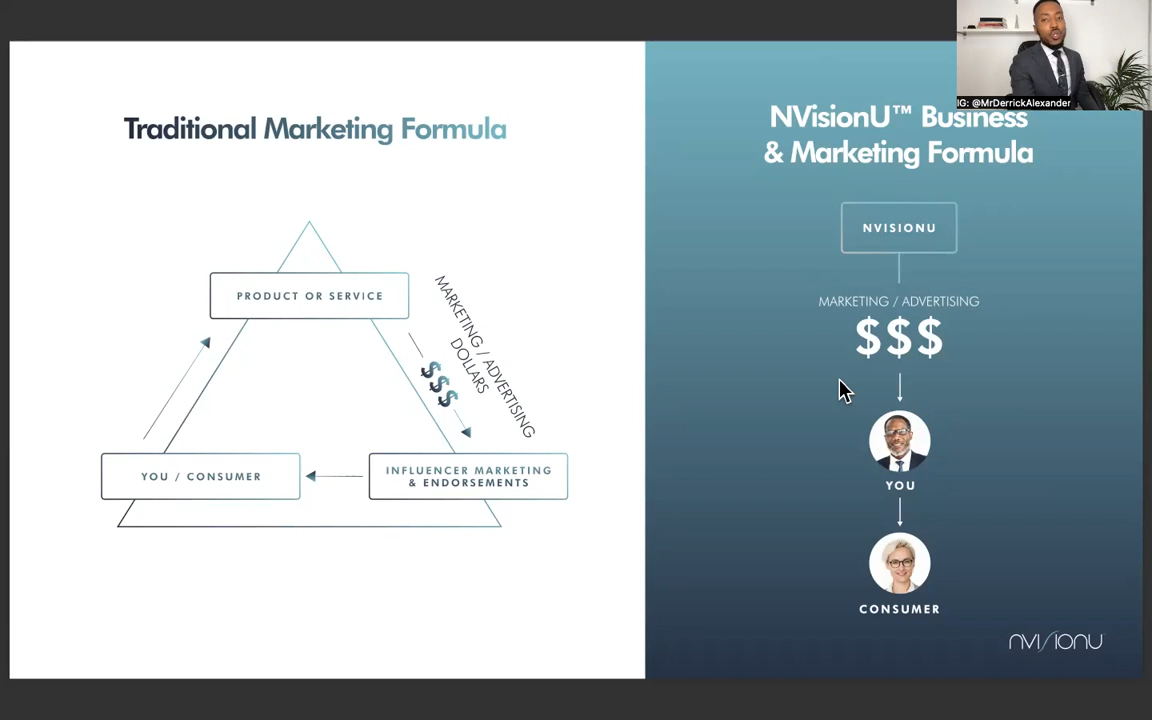 IG: @MrDerrickAlexander
Traditional Marketing Formula
PRODUCT OR SERVICE
MARKETING / ADVERTISING
DOLLARS
$$$
YOU / CONSUMER
INFLUENCER MARKETING
& ENDORSEMENTS
NVisionU™ Business
& Marketing Formula
NVISIONU
MARKETING / ADVERTISING
$$$
YOU
CONSUMER
nvisionu